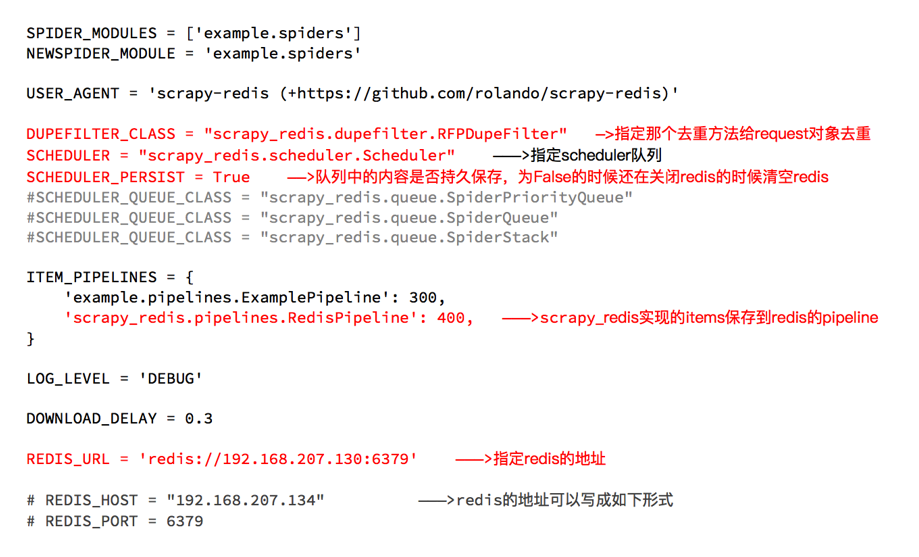 SPIDER_MODULES = ['example.spiders']
NEWSPIDER_MODULE = 'example.spiders'
USER_AGENT = 'scrapy-redis (+https://github.com/rolando/scrapy-redis)'
DUPEFILTER_CLASS = "scrapy_redis.dupefilter.RFPDupeFilter" —>指定那个去重方法给request对象去重
SCHEDULER = "scrapy_redis.scheduler.Scheduler" ——>指定scheduler队列
SCHEDULER_PERSIST = True ——>队列中的内容是否持久保存，为False的时候还在关闭redis的时候清空redis
#SCHEDULER_QUEUE_CLASS = "scrapy_redis.queue.SpiderPriorityQueue"
#SCHEDULER_QUEUE_CLASS = "scrapy_redis.queue.SpiderQueue"
#SCHEDULER_QUEUE_CLASS = "scrapy_redis.queue.SpiderStack"
ITEM_PIPELINES = {
    'example.pipelines.ExamplePipeline': 300,
    'scrapy_redis.pipelines.RedisPipeline': 400, ——>scrapy_redis实现的items保存到redis的pipeline
}
LOG_LEVEL = 'DEBUG'
DOWNLOAD_DELAY = 0.3
REDIS_URL = 'redis://192.168.207.130:6379' ——>指定redis的地址
# REDIS_HOST = "192.168.207.134" ——>redis的地址可以写成如下形式
# REDIS_PORT = 6379